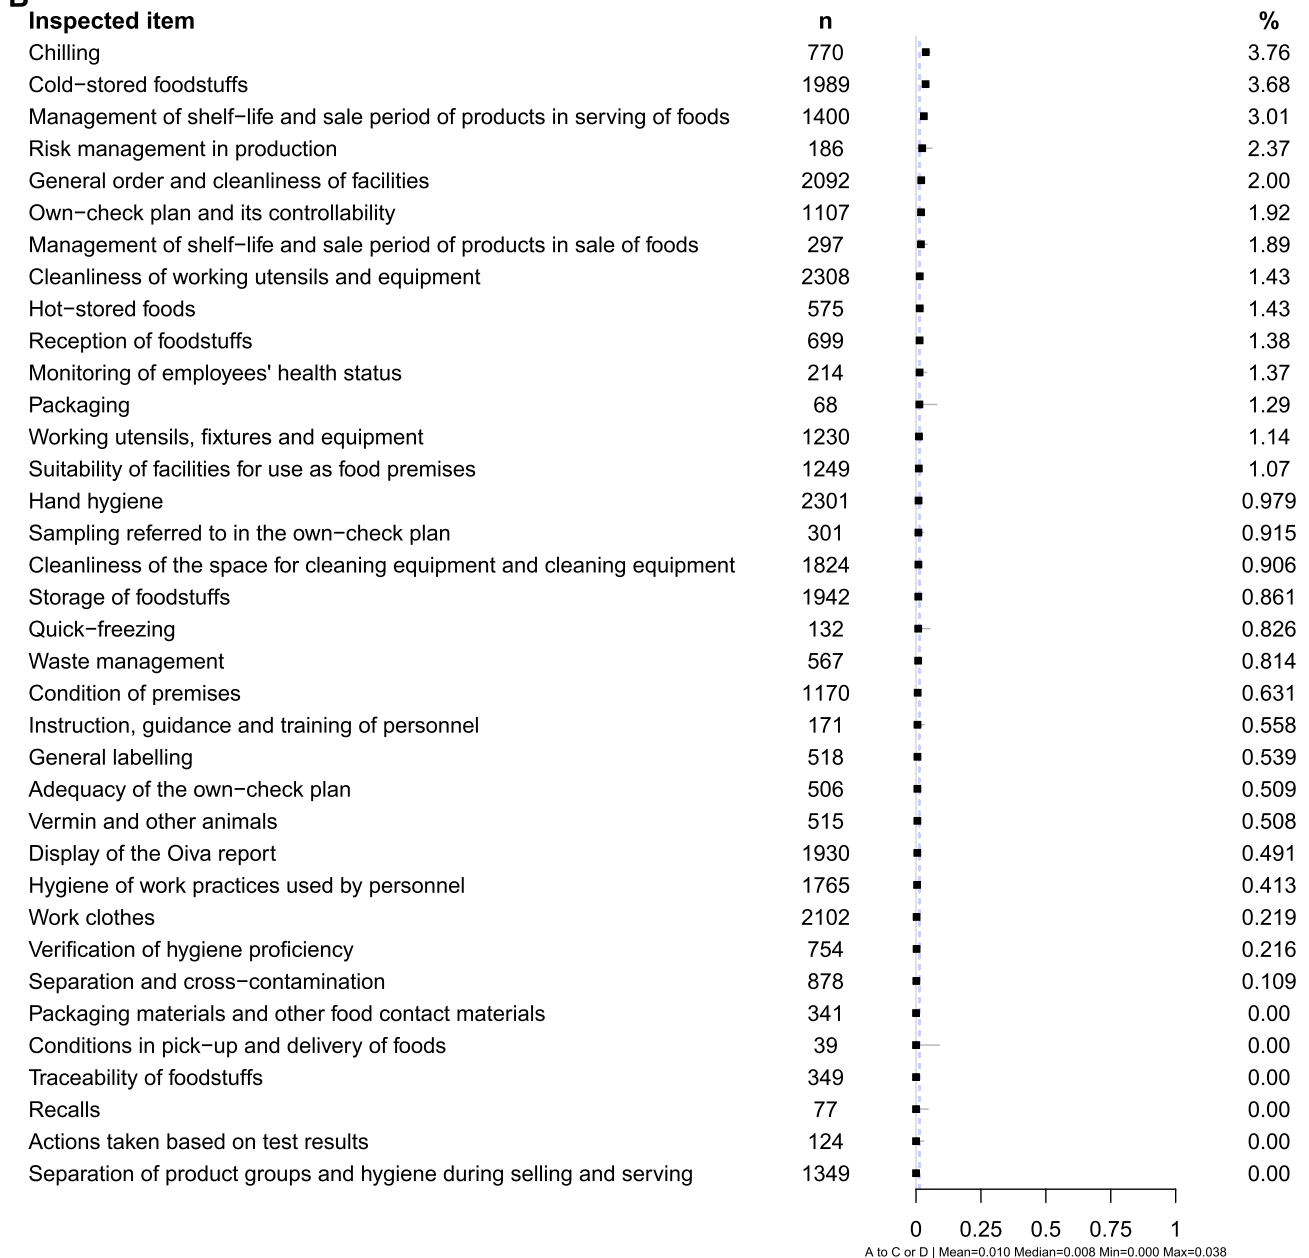 Inspected item n %
Chilling 770 3.76
Cold−stored foodstuffs 1989 3.68
Management of shelf−life and sale period of products in serving of foods 1400 3.01
Risk management in production 186 2.37
General order and cleanliness of facilities 2092 2.00
Own−check plan and its controllability 1107 1.92
Management of shelf−life and sale period of products in sale of foods 297 1.89
Cleanliness of working utensils and equipment 2308 1.43
Hot−stored foods 575 1.43
Reception of foodstuffs 699 1.38
Monitoring of employees' health status 214 1.37
Packaging 68 1.29
Working utensils, fixtures and equipment 1230 1.14
Suitability of facilities for use as food premises 1249 1.07
Hand hygiene 2301 0.979
Sampling referred to in the own−check plan 301 0.915
Cleanliness of the space for cleaning equipment and cleaning equipment 1824 0.906
Storage of foodstuffs 1942 0.861
Quick−freezing 132 0.826
Waste management 567 0.814
Condition of premises 1170 0.631
Instruction, guidance and training of personnel 171 0.558
General labelling 518 0.539
Adequacy of the own−check plan 506 0.509
Vermin and other animals 515 0.508
Display of the Oiva report 1930 0.491
Hygiene of work practices used by personnel 1765 0.413
Work clothes 2102 0.219
Verification of hygiene proficiency 754 0.216
Separation and cross−contamination 878 0.109
Packaging materials and other food contact materials 341 0.00
Conditions in pick−up and delivery of foods 39 0.00
Traceability of foodstuffs 349 0.00
Recalls 77 0.00
Actions taken based on test results 124 0.00
Separation of product groups and hygiene during selling and serving 1349 0.00
0 0.25 0.5 0.75 1
A to C or D | Mean=0.010 Median=0.008 Min=0.000 Max=0.038